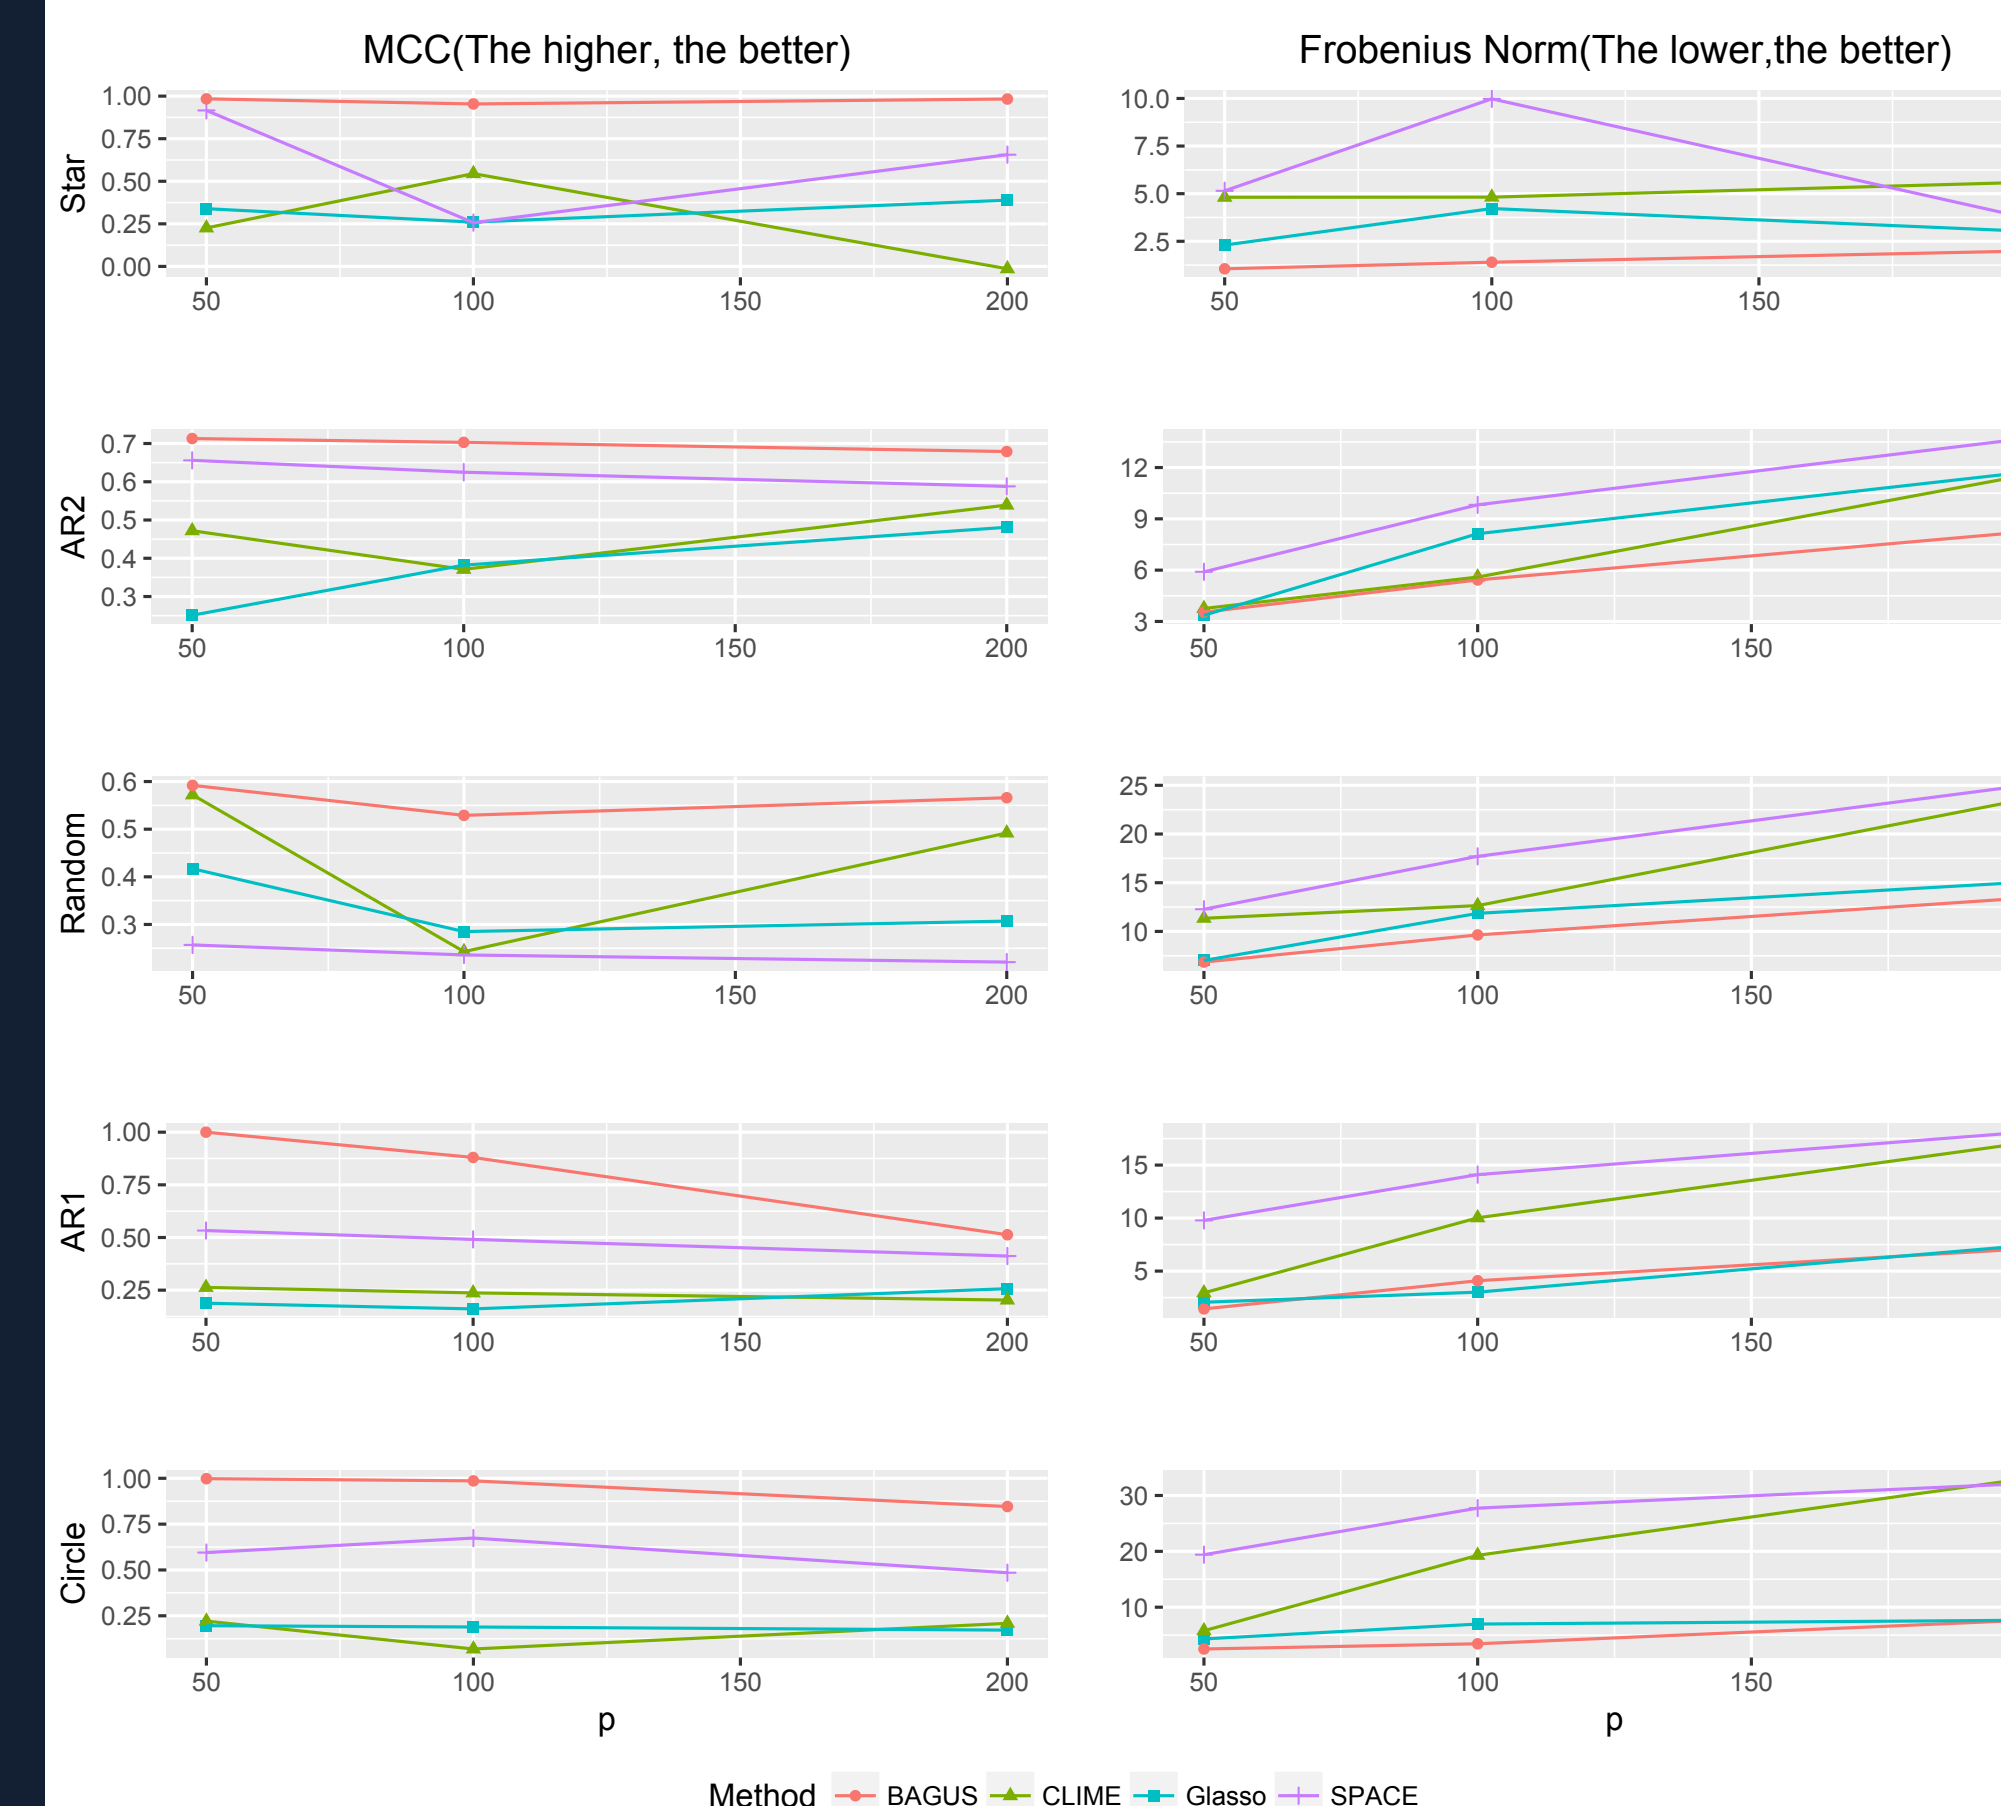 MCC(The higher, the better)
Frobenius Norm(The lower,the better)
Star
1.00
0.75
0.50
0.25
0.00
50 100 150 200
10.0
7.5
5.0
2.5
50 100 150
AR2
0.7
0.6
0.5
0.4
0.3
50 100 150 200
12
9
6
3
50 100 150
Random
0.6
0.5
0.4
0.3
50 100 150 200
25
20
15
10
50 100 150
AR1
1.00
0.75
0.50
0.25
50 100 150 200
15
10
5
50 100 150
Circle
1.00
0.75
0.50
0.25
50 100 150 200
p
30
20
10
50 100 150
p
Method BAGUS CLIME Glasso SPACE